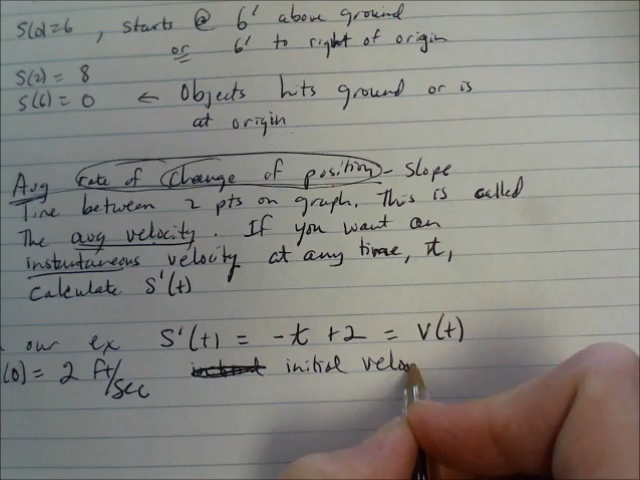 S(0)=6 , starts @ 6' above ground
or 6' to right of origin
S(2) = 8
S(6) = 0 ← Objects hits ground or is
at origin
Avg rate of change of position - slope
line between 2 pts on graph. This is called
The avg velocity. If you want an
instantaneous velocity at any time, t,
calculate S'(t)
our ex S'(t) = -t +2 = V(t)
(0) = 2 ft/sec initial velo